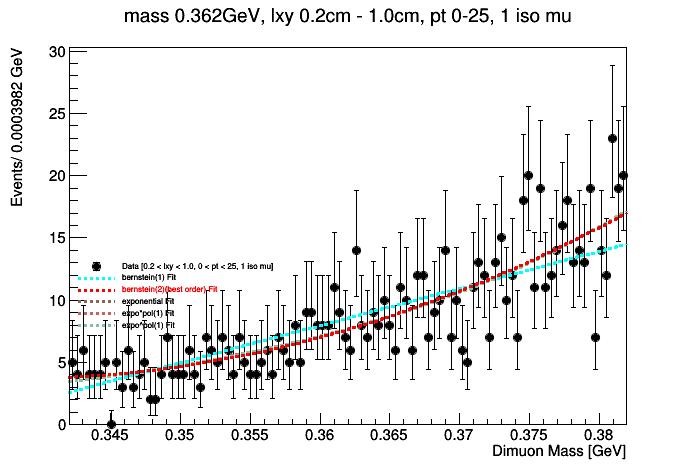 mass 0.362GeV, lxy 0.2cm - 1.0cm, pt 0-25, 1 iso mu
Events/ 0.0003982 GeV
30
25
20
15
10
5
0
Data [0.2 < lxy < 1.0, 0 < pt < 25, 1 iso mu]
bernstein(1) Fit
bernstein(2)(best order) Fit
exponential Fit
expo*pol(1) Fit
expo*pol(1) Fit
0.345 0.35 0.355 0.36 0.365 0.37 0.375 0.38
Dimuon Mass [GeV]